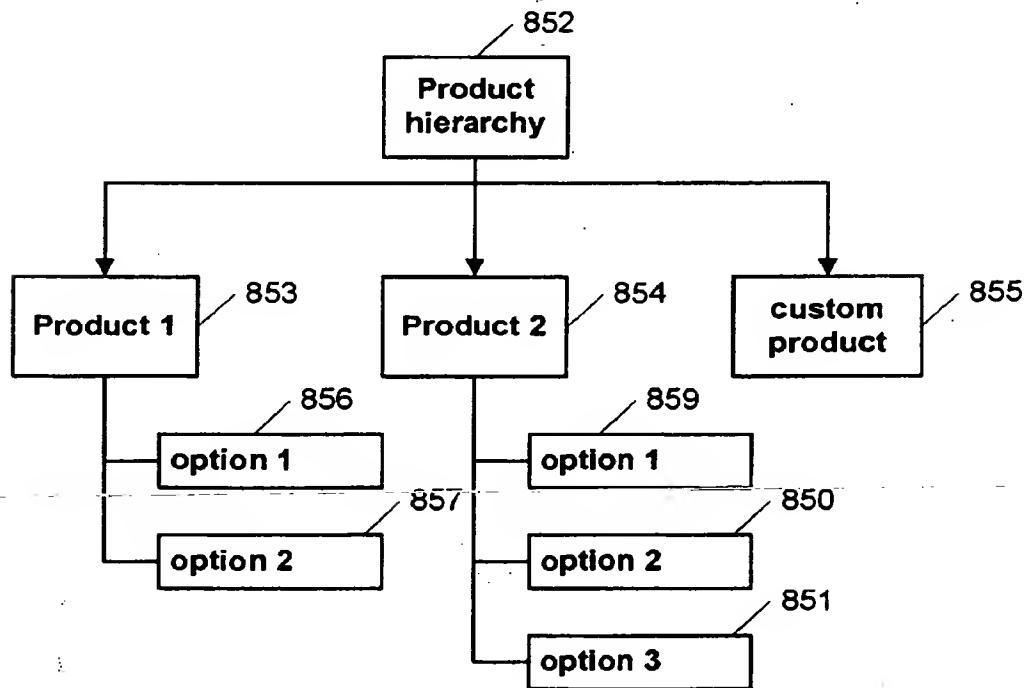 852
Product
hierarchy
853
Product 1
854
Product 2
855
custom
product
856
option 1
857
option 2
859
option 1
850
option 2
851
option 3